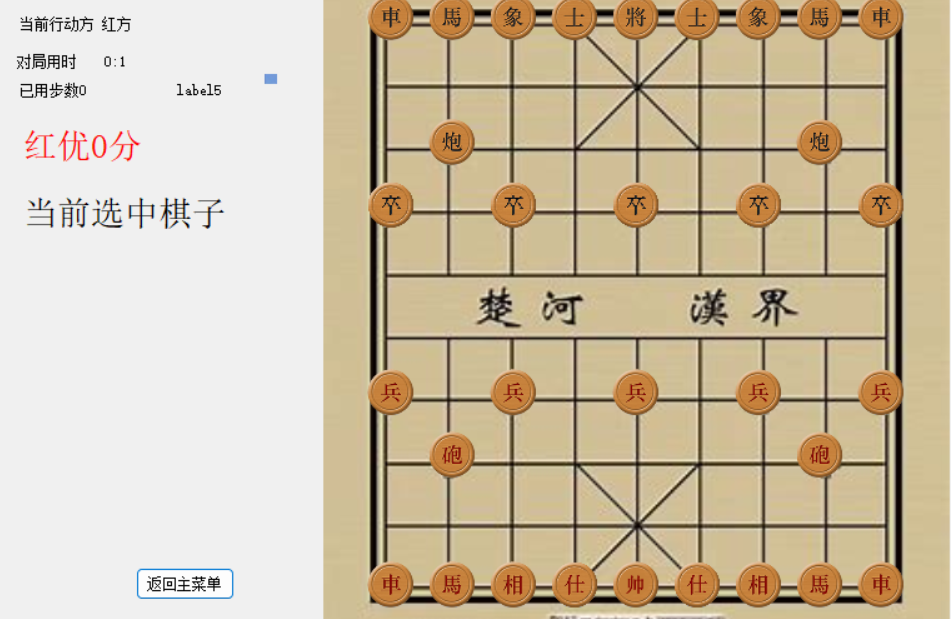 当前行动方 红方
对局用时 0:1
已用步数0 label5
红优0分
当前选中棋子
返回主菜单
車 馬 象 士 將 士 象 馬 車
炮 炮
卒 卒 卒 卒 卒
楚河 漢界
兵 兵 兵 兵 兵
砲 砲
車 馬 相 仕 帅 仕 相 馬 車